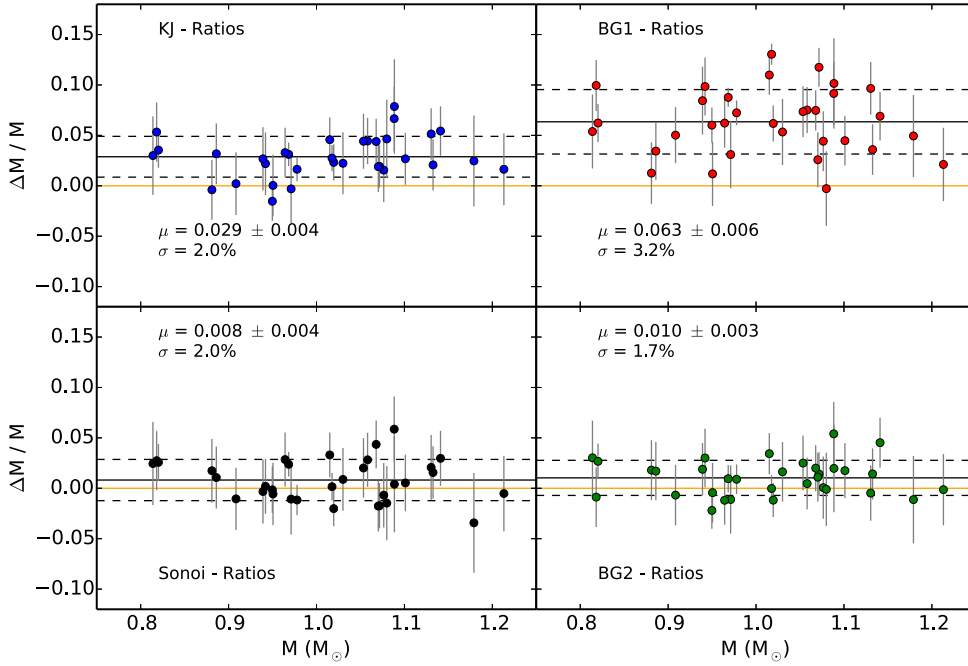 KJ - Ratios
BG1 - Ratios
ΔM / M
0.15
0.10
0.05
0.00
−0.05
−0.10
μ = 0.029 ± 0.004
σ = 2.0%
μ = 0.063 ± 0.006
σ = 3.2%
μ = 0.008 ± 0.004
σ = 2.0%
μ = 0.010 ± 0.003
σ = 1.7%
ΔM / M
0.15
0.10
0.05
0.00
−0.05
−0.10
Sonoi - Ratios
BG2 - Ratios
0.8 0.9 1.0 1.1 1.2
0.8 0.9 1.0 1.1 1.2
M (M☉)
M (M☉)